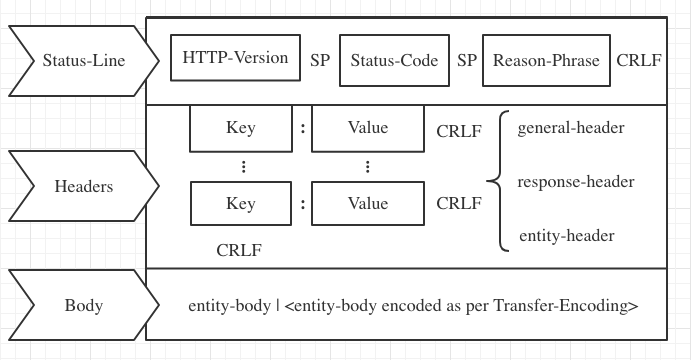 Status-Line HTTP-Version SP Status-Code SP Reason-Phrase CRLF
Key : Value CRLF general-header
⋮ ⋮
Headers response-header
Key : Value CRLF
entity-header
CRLF
Body entity-body | <entity-body encoded as per Transfer-Encoding>